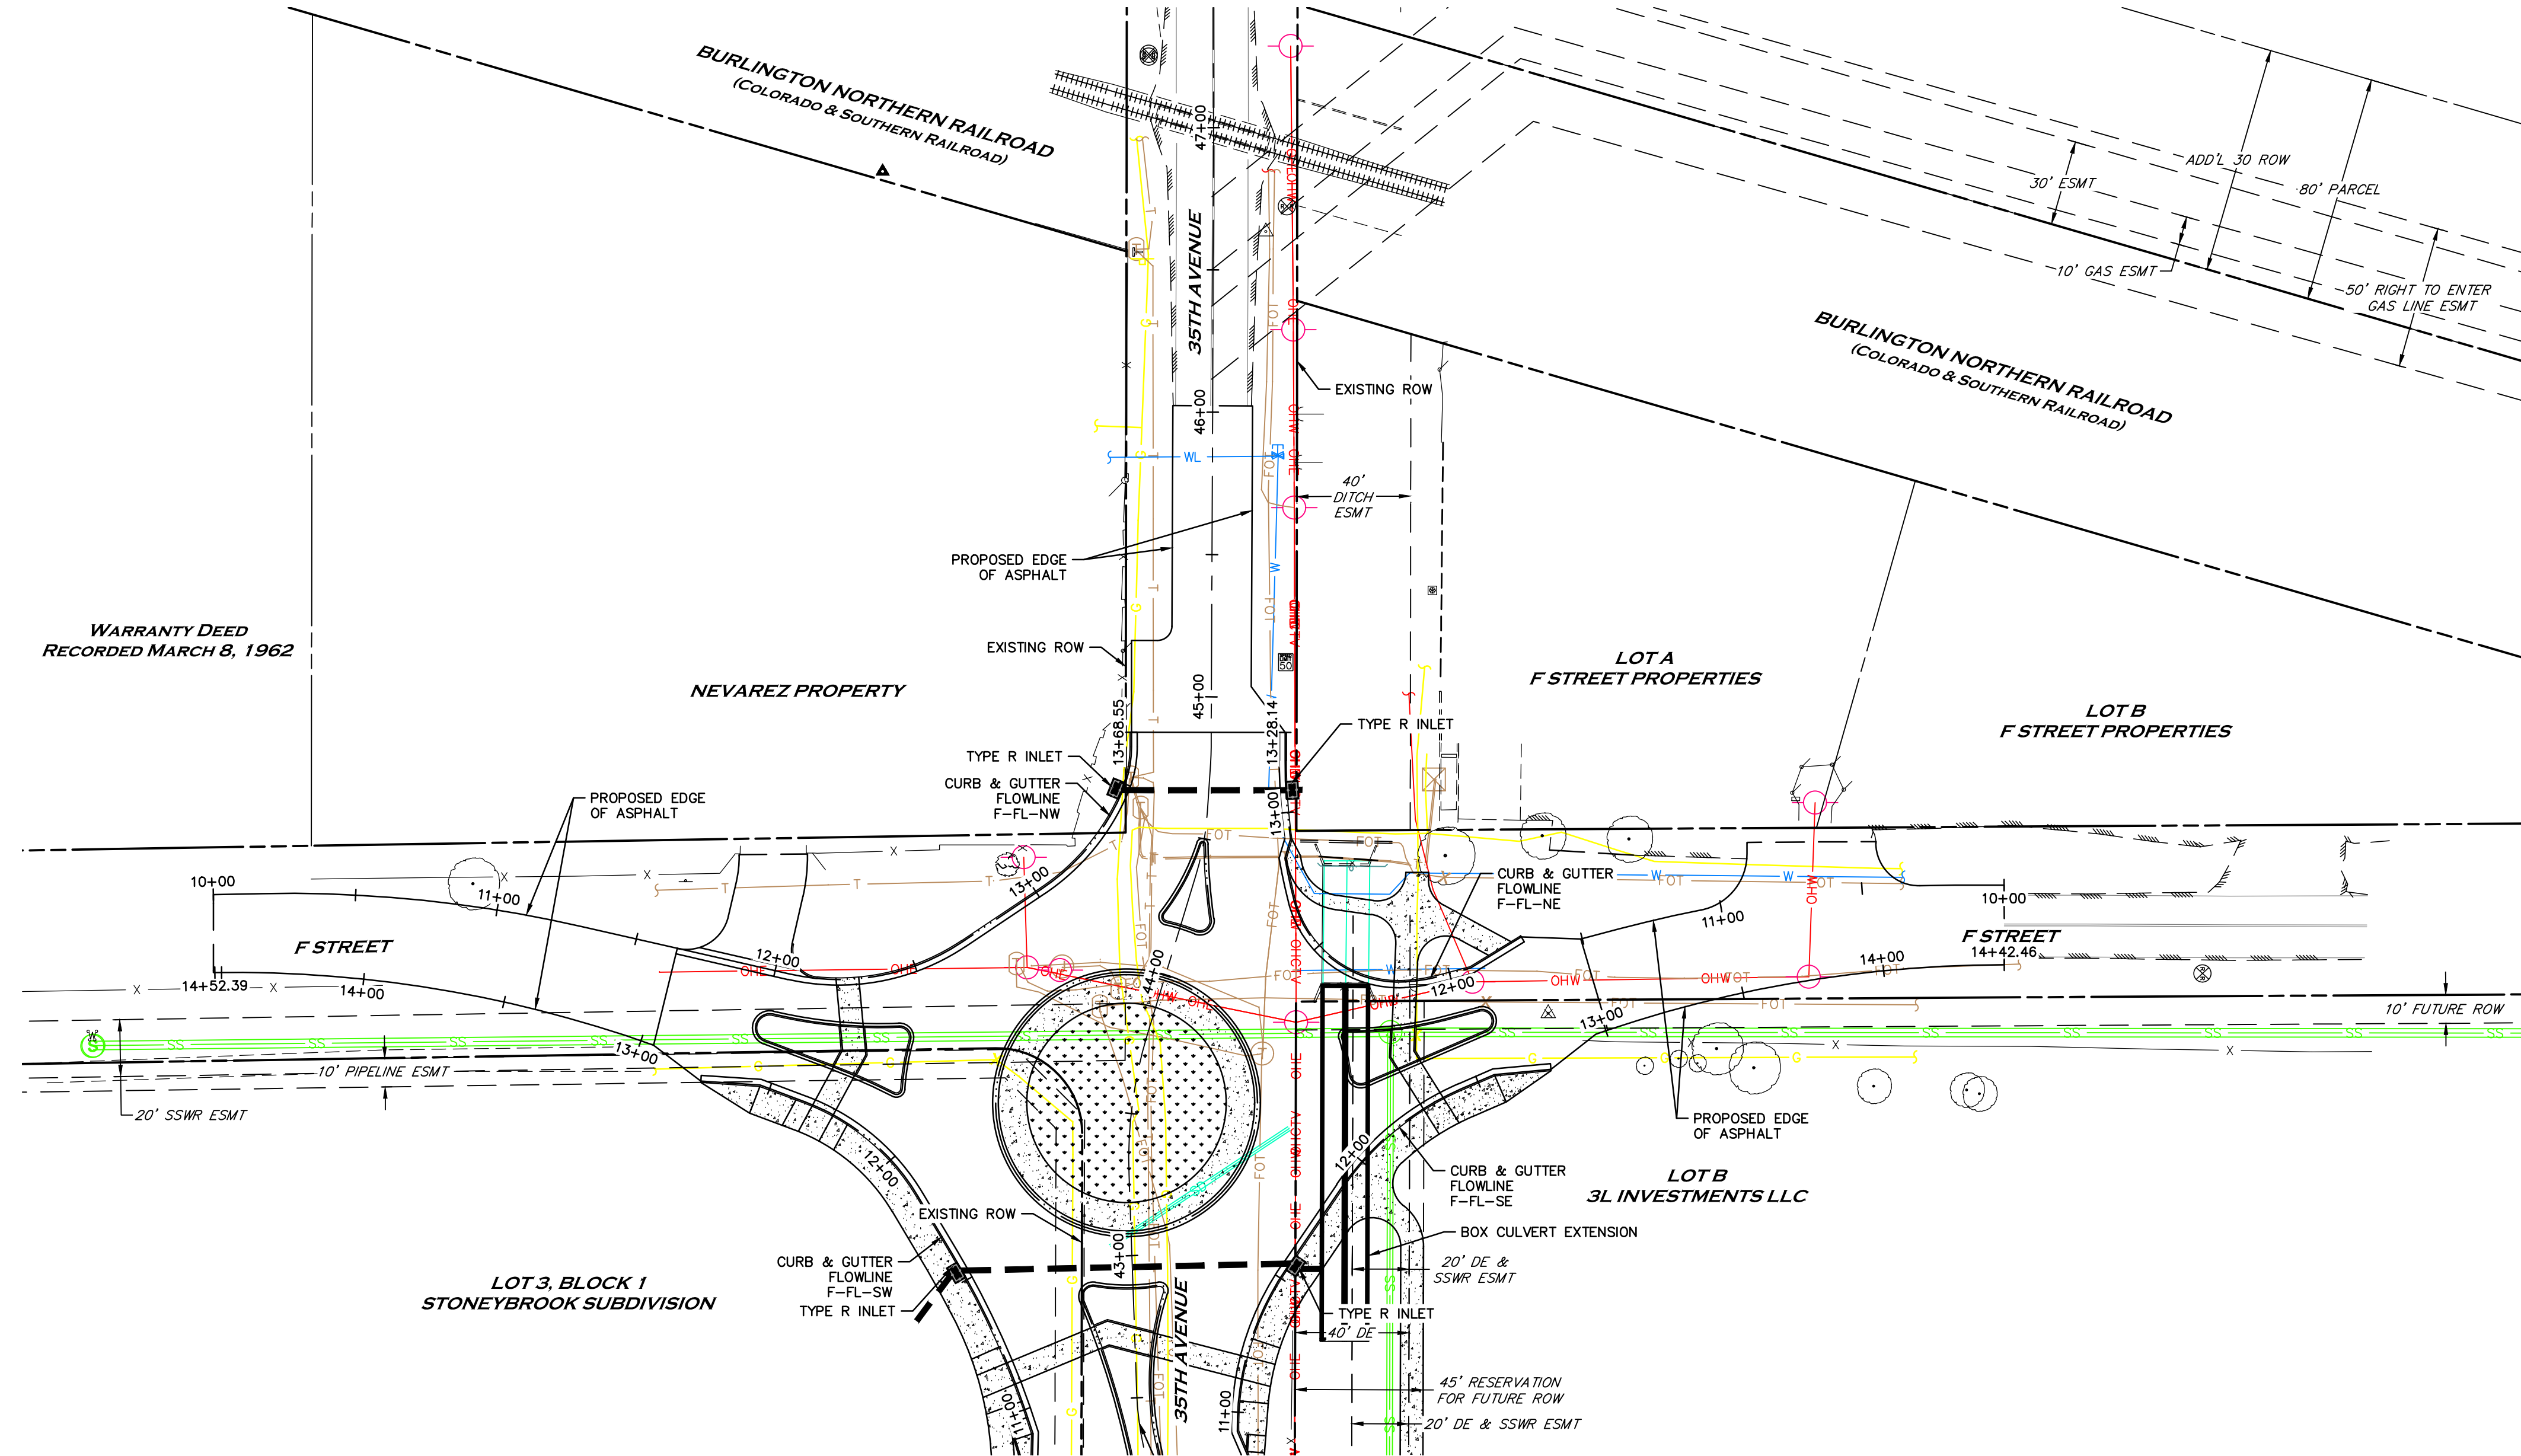 BURLINGTON NORTHERN RAILROAD
(COLORADO & SOUTHERN RAILROAD)
47+00
35TH AVENUE
ADD'L 30 ROW
30' ESMT
80' PARCEL
10' GAS ESMT
50' RIGHT TO ENTER
GAS LINE ESMT
BURLINGTON NORTHERN RAILROAD
(COLORADO & SOUTHERN RAILROAD)
EXISTING ROW
46+00
WL
40'
DITCH
ESMT
PROPOSED EDGE
OF ASPHALT
WARRANTY DEED
RECORDED MARCH 8, 1962
EXISTING ROW
NEVAREZ PROPERTY
LOT A
F STREET PROPERTIES
LOT B
F STREET PROPERTIES
45+00
13+68.55
13+28.14
TYPE R INLET
TYPE R INLET
CURB & GUTTER
FLOWLINE
F-FL-NW
PROPOSED EDGE
OF ASPHALT
13+00
10+00
11+00
13+00
12+00
F STREET
14+52.39
14+00
13+00
CURB & GUTTER
FLOWLINE
F-FL-NE
11+00
10+00
F STREET
14+42.46
14+00
12+00
13+00
44+00
OHW
OHW
FOT
FOT
10' FUTURE ROW
10' PIPELINE ESMT
20' SSWR ESMT
PROPOSED EDGE
OF ASPHALT
12+00
12+00
CURB & GUTTER
FLOWLINE
F-FL-SE
LOT B
3L INVESTMENTS LLC
EXISTING ROW
BOX CULVERT EXTENSION
43+00
CURB & GUTTER
FLOWLINE
F-FL-SW
TYPE R INLET
20' DE &
SSWR ESMT
LOT 3, BLOCK 1
STONEYBROOK SUBDIVISION
TYPE R INLET
40' DE
35TH AVENUE
45' RESERVATION
FOR FUTURE ROW
11+00
11+00
20' DE & SSWR ESMT